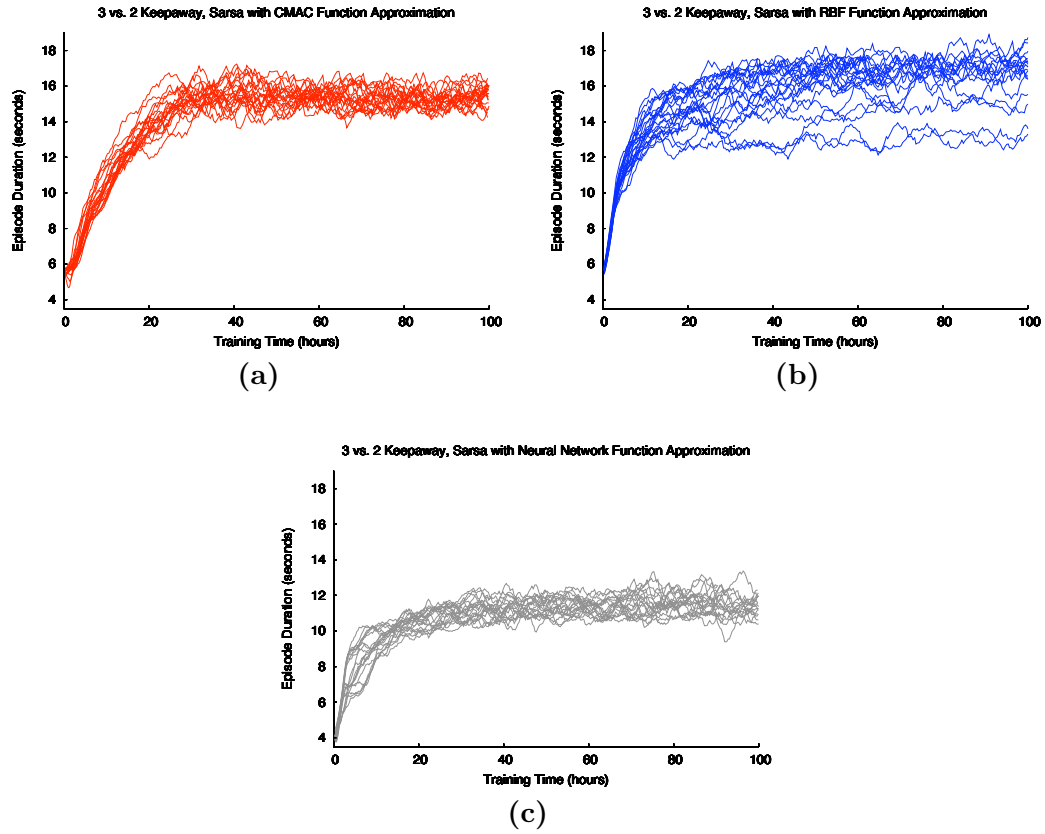 3 vs. 2 Keepaway, Sarsa with CMAC Function Approximation
18
16
14
12
10
8
6
4
Episode Duration (seconds)
0 20 40 60 80 100
Training Time (hours)
(a)
3 vs. 2 Keepaway, Sarsa with RBF Function Approximation
18
16
14
12
10
8
6
4
Episode Duration (seconds)
0 20 40 60 80 100
Training Time (hours)
(b)
3 vs. 2 Keepaway, Sarsa with Neural Network Function Approximation
18
16
14
12
10
8
6
4
Episode Duration (seconds)
0 20 40 60 80 100
Training Time (hours)
(c)